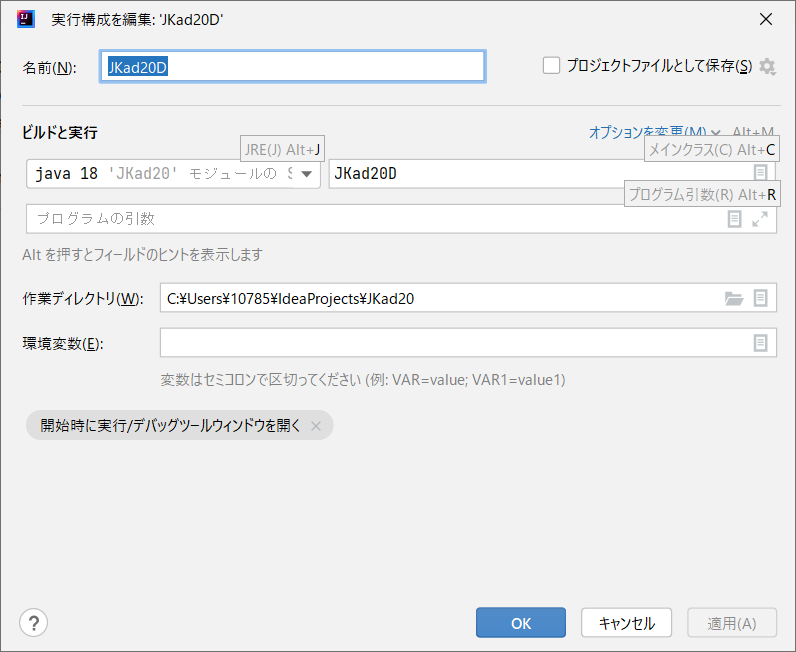 実行構成を編集: 'JKad20D'
名前(N): JKad20D プロジェクトファイルとして保存(S)
ビルドと実行 オプションを変更(M) Alt+M
JRE(J) Alt+J メインクラス(C) Alt+C
java 18 'JKad20' モジュールの JKad20D
プログラム引数(R) Alt+R
プログラムの引数
Alt を押すとフィールドのヒントを表示します
作業ディレクトリ(W): C:¥Users¥10785¥IdeaProjects¥JKad20
環境変数(E):
変数はセミコロンで区切ってください (例: VAR=value; VAR1=value1)
開始時に実行/デバッグツールウィンドウを開く ×
? OK キャンセル 適用(A)